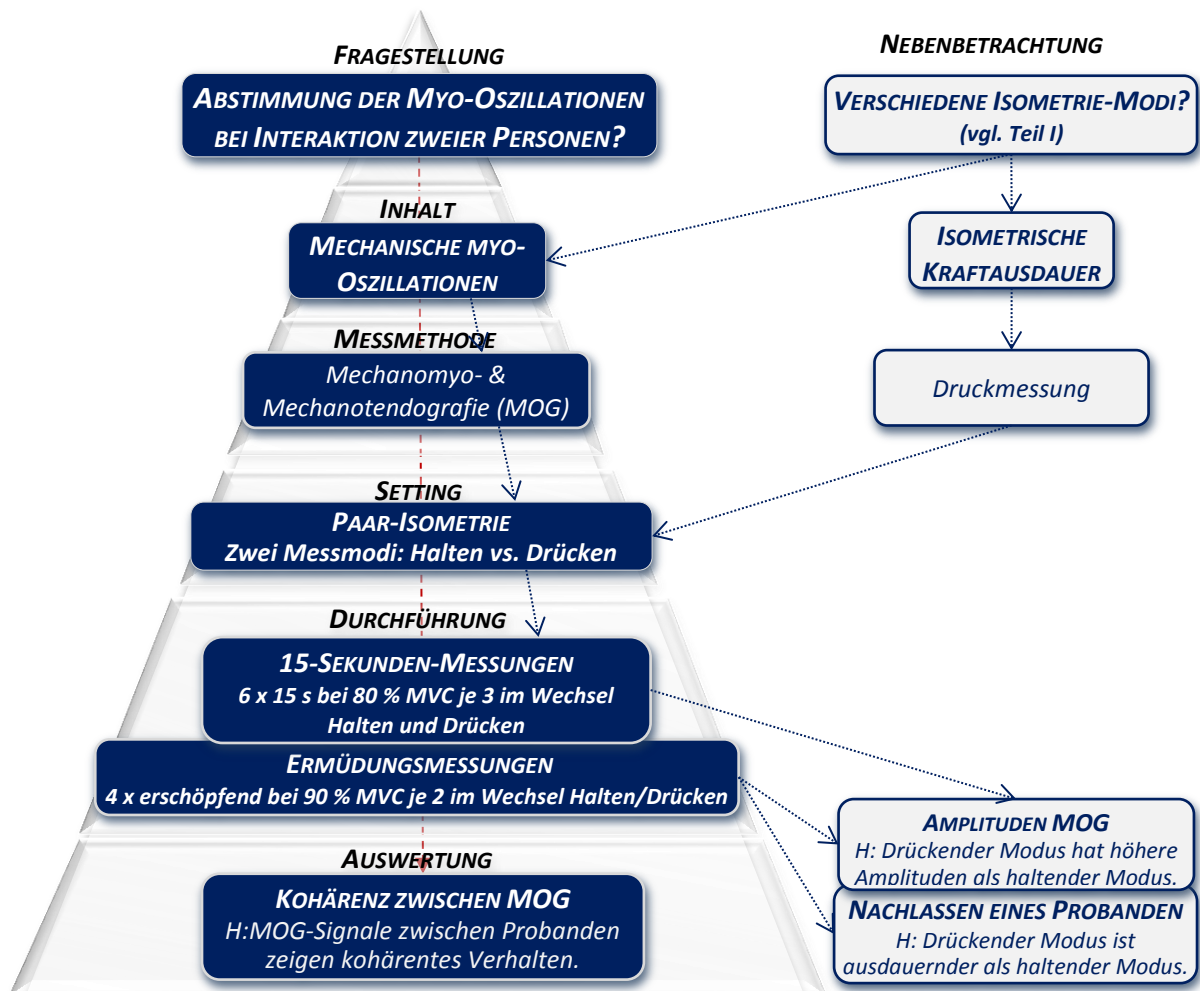 FRAGESTELLUNG
ABSTIMMUNG DER MYO-OSZILLATIONEN
BEI INTERAKTION ZWEIER PERSONEN?
INHALT
MECHANISCHE MYO-
OSZILLATIONEN
MESSMETHODE
Mechanomyo- &
Mechanotendografie (MOG)
SETTING
PAAR-ISOMETRIE
Zwei Messmodi: Halten vs. Drücken
DURCHFÜHRUNG
15-SEKUNDEN-MESSUNGEN
6 x 15 s bei 80 % MVC je 3 im Wechsel
Halten und Drücken
ERMÜDUNGSMESSUNGEN
4 x erschöpfend bei 90 % MVC je 2 im Wechsel Halten/Drücken
AUSWERTUNG
KOHÄRENZ ZWISCHEN MOG
H:MOG-Signale zwischen Probanden
zeigen kohärentes Verhalten.
NEBENBETRACHTUNG
VERSCHIEDENE ISOMETRIE-MODI?
(vgl. Teil I)
ISOMETRISCHE
KRAFTAUSDAUER
Druckmessung
AMPLITUDEN MOG
H: Drückender Modus hat höhere
Amplituden als haltender Modus.
NACHLASSEN EINES PROBANDEN
H: Drückender Modus ist
ausdauernder als haltender Modus.